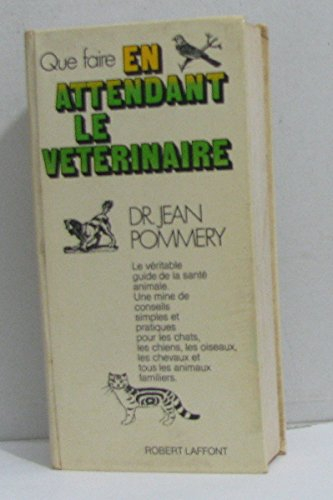 Que faire EN
ATTENDANT
LE
VETERINAIRE
DR. JEAN
POMMERY
Le véritable
guide de la santé
animale.
Une mine de
conseils
simples et
pratiques
pour les chats,
les chiens, les oiseaux,
les chevaux et
tous les animaux
familiers.
ROBERT LAFFONT